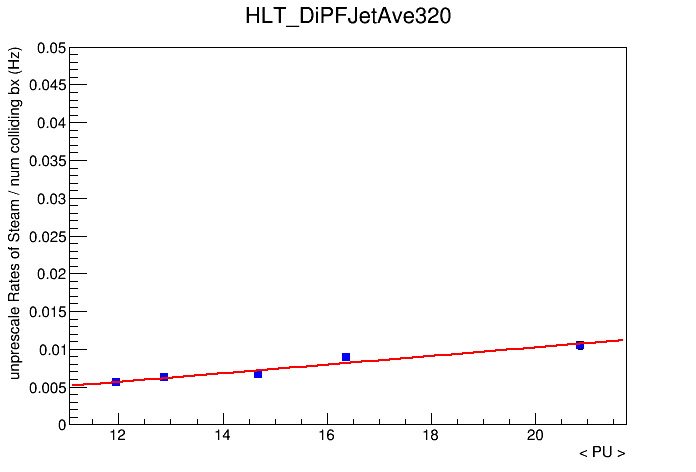 HLT_DiPFJetAve320
unprescale Rates of Steam / num colliding bx (Hz)
0.05
0.045
0.04
0.035
0.03
0.025
0.02
0.015
0.01
0.005
0
12 14 16 18 20
< PU >